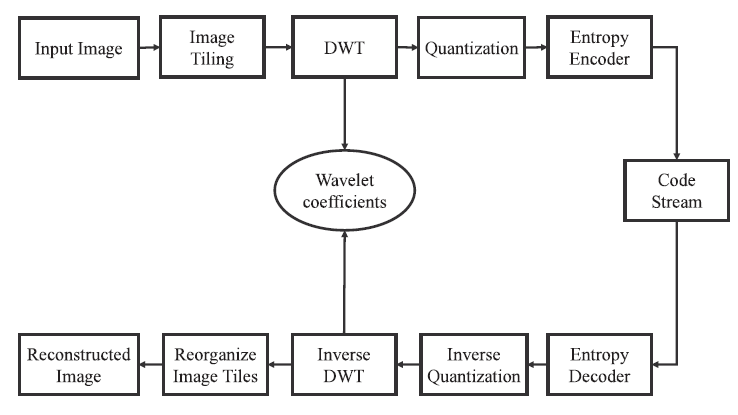 Input Image
Image
Tiling
DWT
Quantization
Entropy
Encoder
Wavelet
coefficients
Code
Stream
Reconstructed
Image
Reorganize
Image Tiles
Inverse
DWT
Inverse
Quantization
Entropy
Decoder